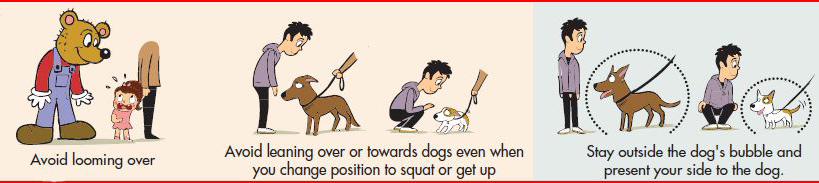 Avoid looming over
Avoid leaning over or towards dogs even when
you change position to squat or get up
Stay outside the dog's bubble and
present your side to the dog.